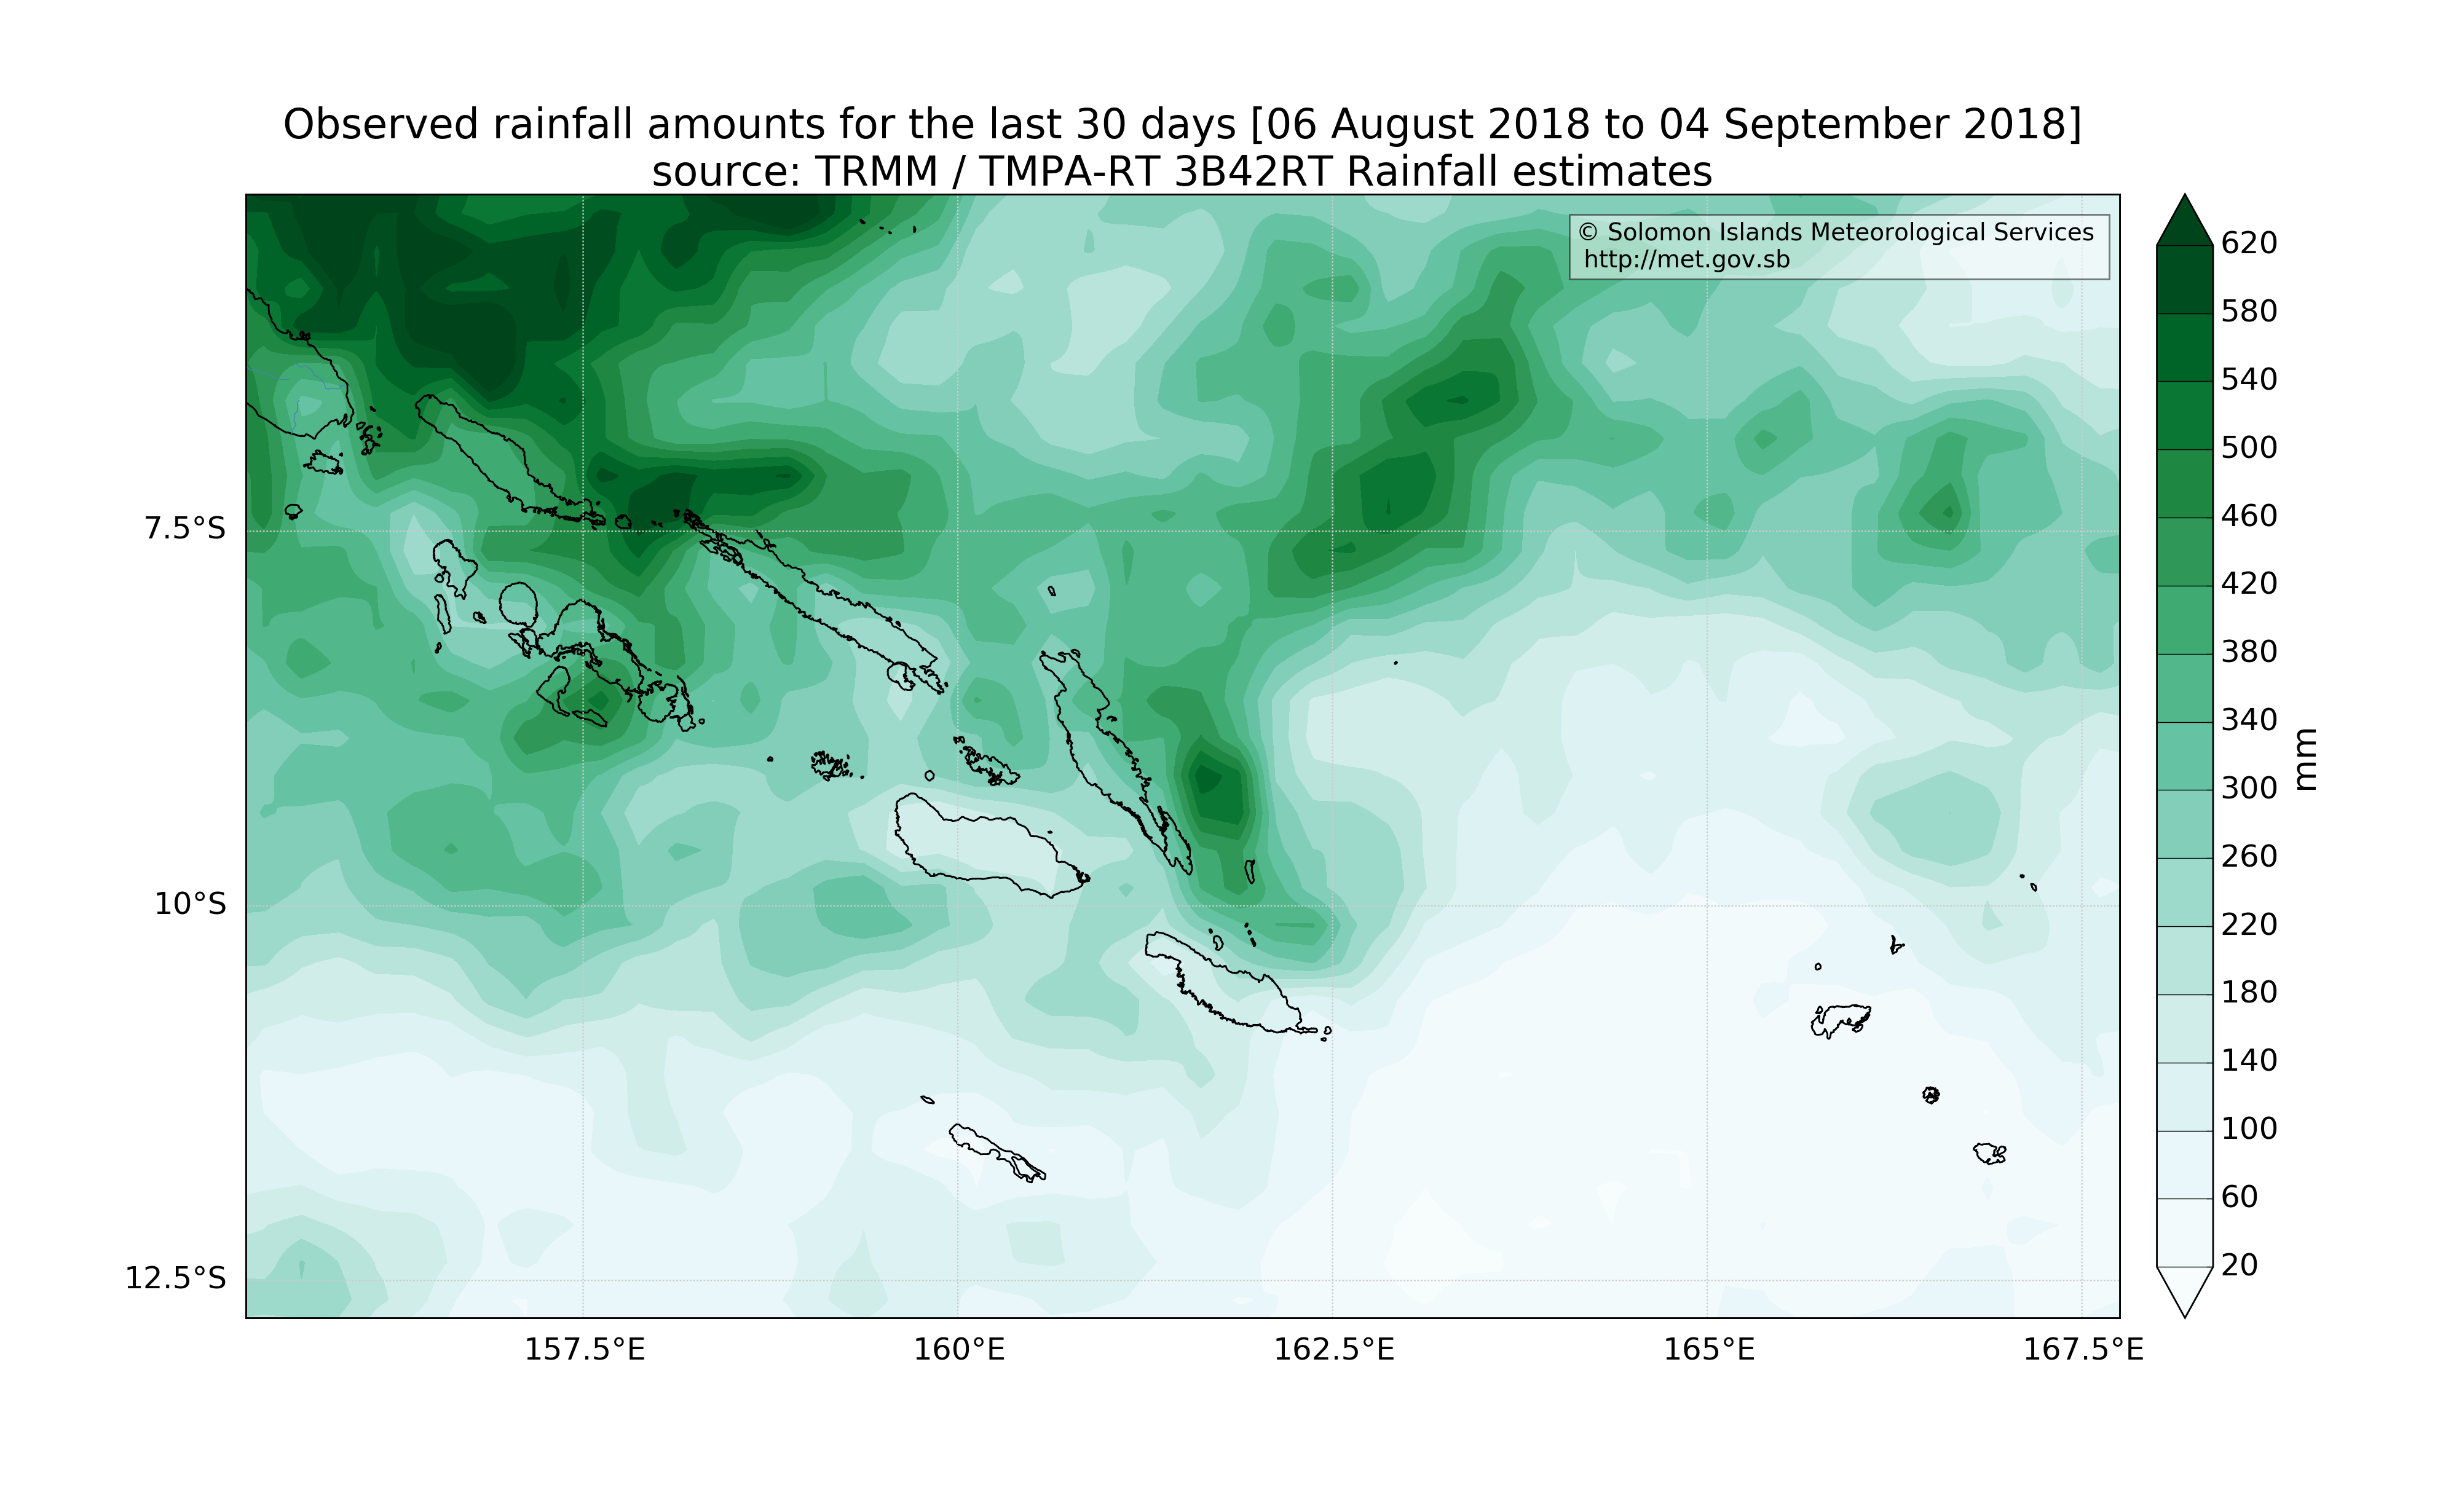 Observed rainfall amounts for the last 30 days [06 August 2018 to 04 September 2018]
source: TRMM / TMPA-RT 3B42RT Rainfall estimates
© Solomon Islands Meteorological Services
http://met.gov.sb
7.5°S
10°S
12.5°S
157.5°E
160°E
162.5°E
165°E
167.5°E
620
580
540
500
460
420
380
340
300
260
220
180
140
100
60
20
mm